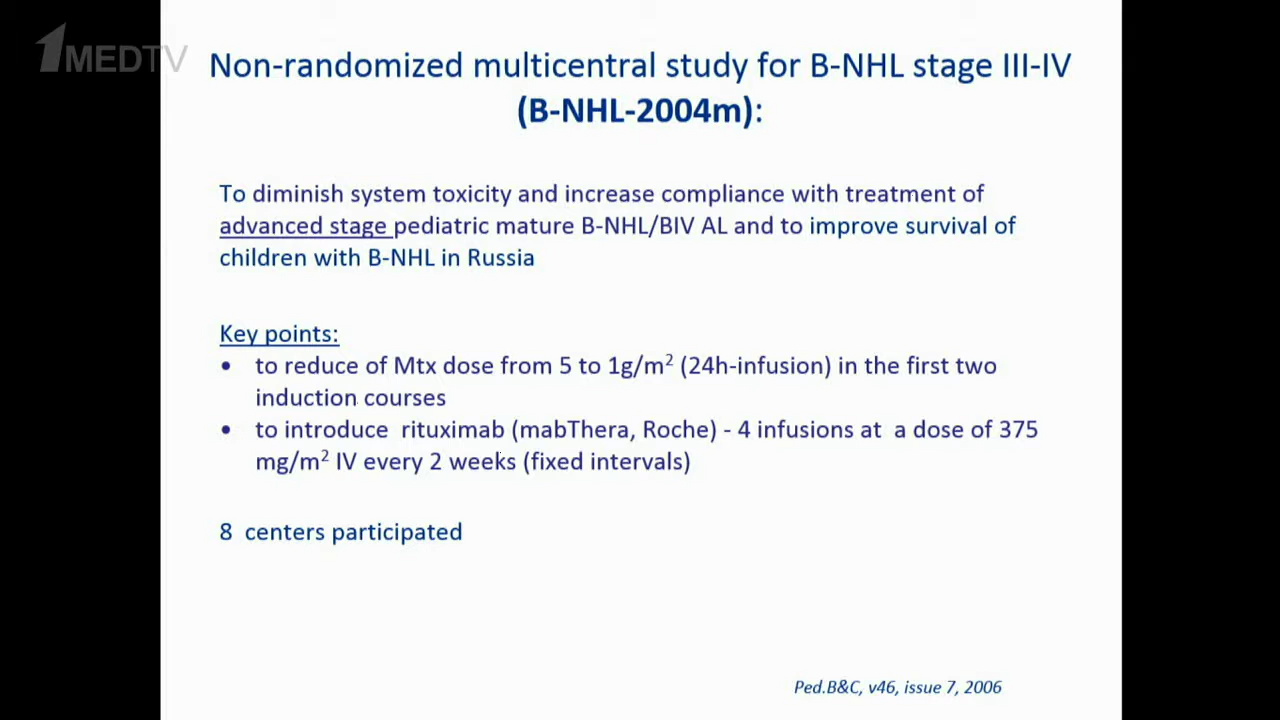 1MEDTV
Non-randomized multicentral study for B-NHL stage III-IV
(B-NHL-2004m):
To diminish system toxicity and increase compliance with treatment of
advanced stage pediatric mature B-NHL/BIV AL and to improve survival of
children with B-NHL in Russia
Key points:
• to reduce of Mtx dose from 5 to 1g/m² (24h-infusion) in the first two
induction courses
• to introduce rituximab (mabThera, Roche) - 4 infusions at a dose of 375
mg/m² IV every 2 weeks (fixed intervals)
8 centers participated
Ped.B&C, v46, issue 7, 2006